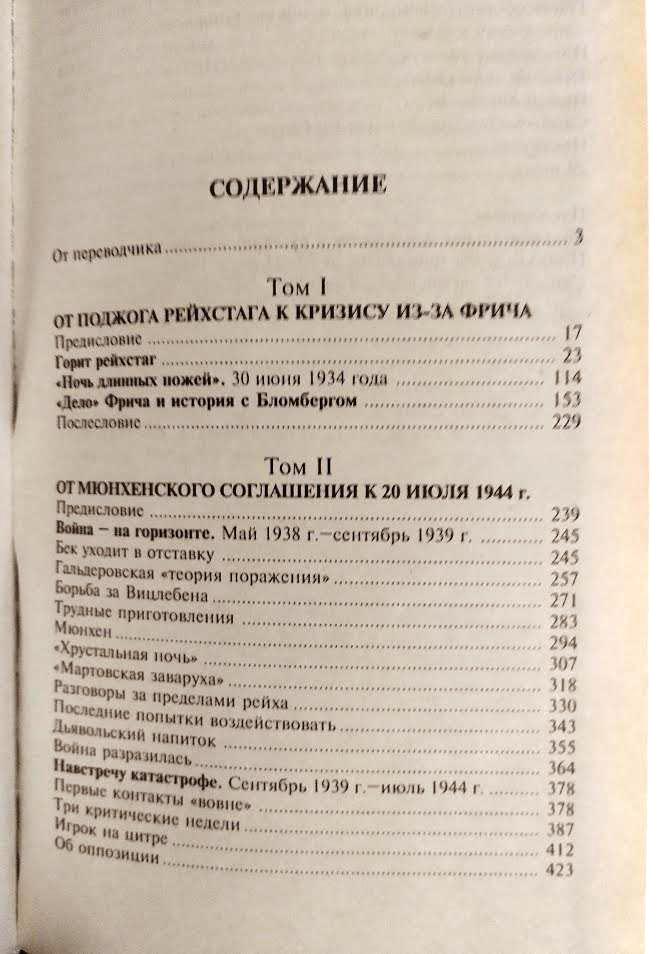 СОДЕРЖАНИЕ
От переводчика 3
Том I
ОТ ПОДЖОГА РЕЙХСТАГА К КРИЗИСУ ИЗ-ЗА ФРИЧА
Предисловие 17
Горит рейхстаг 23
«Ночь длинных ножей». 30 июня 1934 года 114
«Дело» Фрича и история с Бломбергом 153
Послесловие 229
Том II
ОТ МЮНХЕНСКОГО СОГЛАШЕНИЯ К 20 ИЮЛЯ 1944 г.
Предисловие 239
Война – на горизонте. Май 1938 г.–сентябрь 1939 г. 245
Бек уходит в отставку 245
Гальдеровская «теория поражения» 257
Борьба за Вицлебена 271
Трудные приготовления 283
Мюнхен 294
«Хрустальная ночь» 307
«Мартовская заваруха» 318
Разговоры за пределами рейха 330
Последние попытки воздействовать 343
Дьявольский напиток 355
Война разразилась 364
Навстречу катастрофе. Сентябрь 1939 г.–июль 1944 г. 378
Первые контакты «вовне» 378
Три критические недели 387
Игрок на цитре 412
Об оппозиции 423